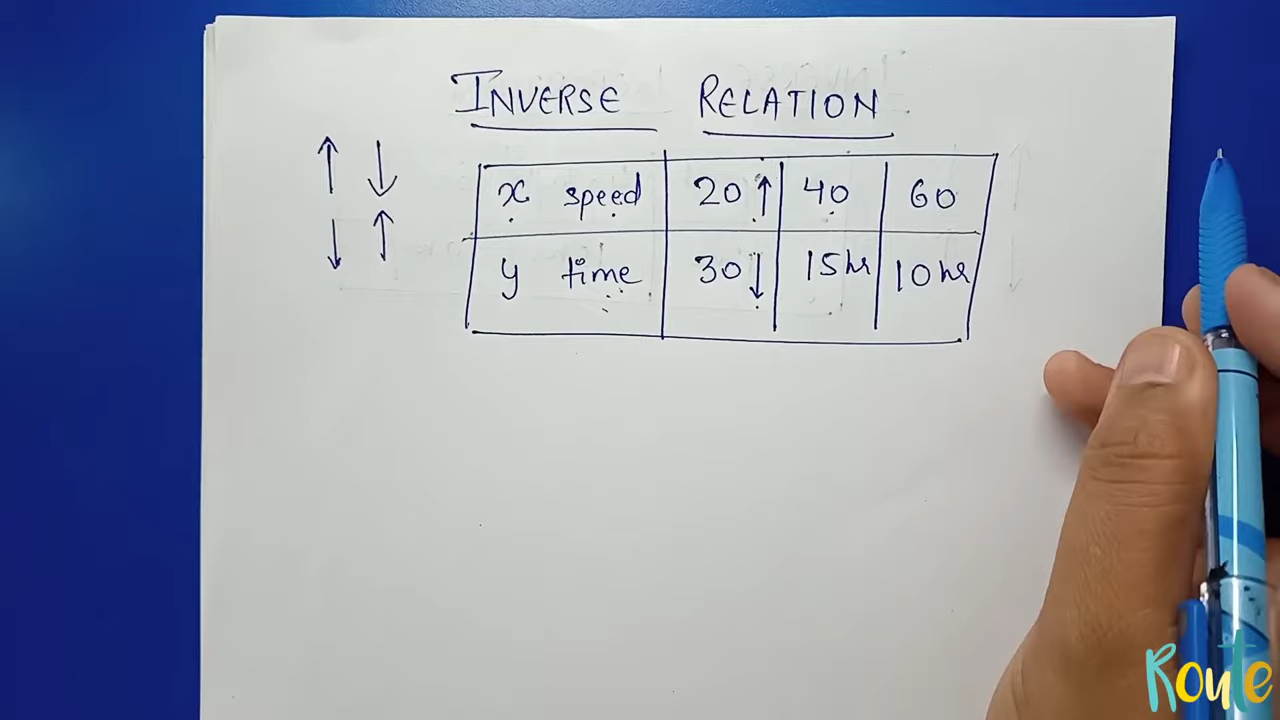 INVERSE RELATION
↑ ↓
x speed 20 ↑ 40 60
↓ ↑
y time 30 ↓ 15hr 10hr
Route